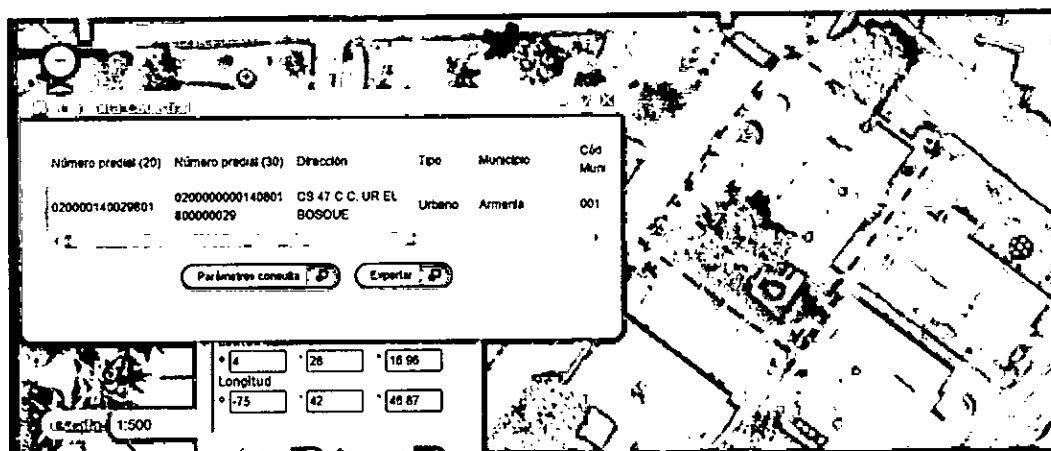 Número predial (20) Número predial (30) Dirección Tipo Municipio Cód
Muni
020000140029801 0200000000140801 CS 47 C C. UR EL Urbano Armenia 001
800000029 BOSQUE
Parámetros consulta Exportar
° 4 ' 26 " 16 96
Longitud
° -75 ' 42 " 46 87
1:500